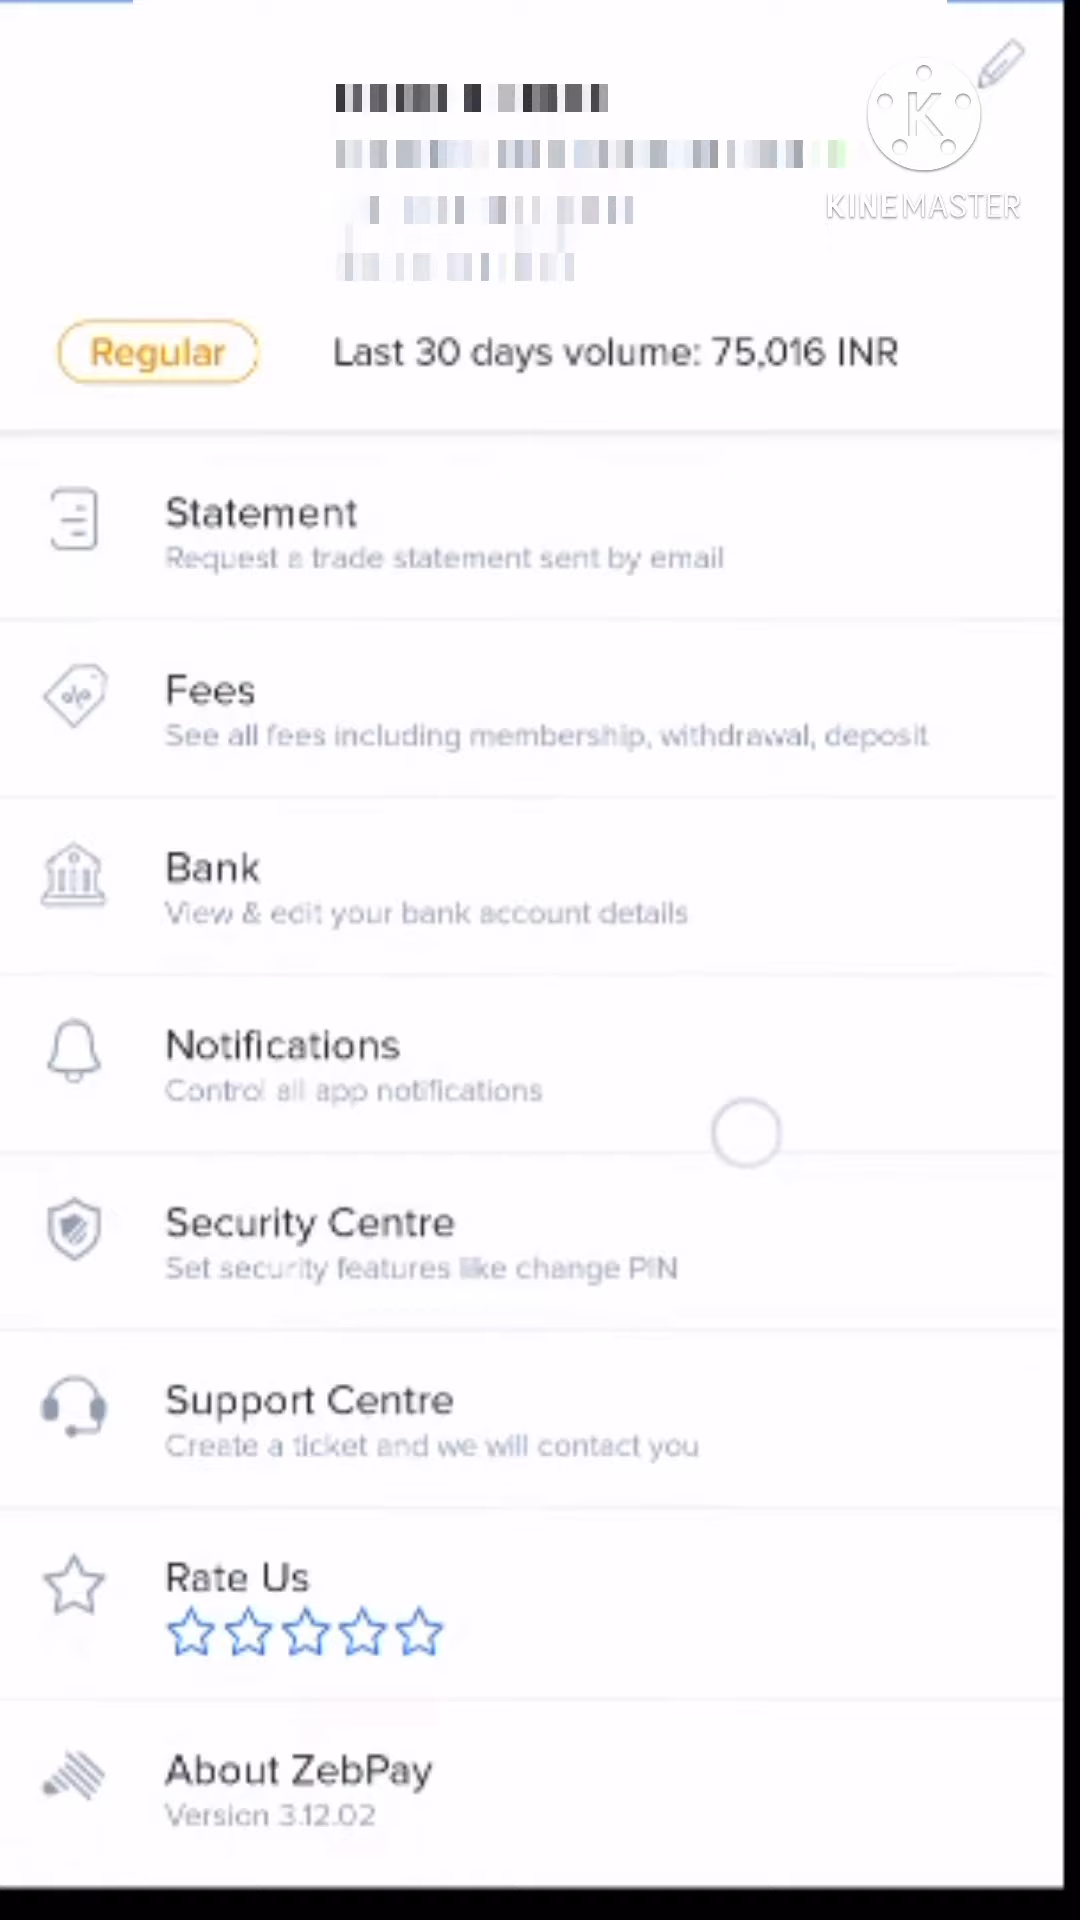 K
KINEMASTER
Regular
Last 30 days volume: 75,016 INR
Statement
Request a trade statement sent by email
Fees
See all fees including membership, withdrawal, deposit
Bank
View & edit your bank account details
Notifications
Control all app notifications
Security Centre
Set security features like change PIN
Support Centre
Create a ticket and we will contact you
Rate Us
About ZebPay
Version 3.12.02